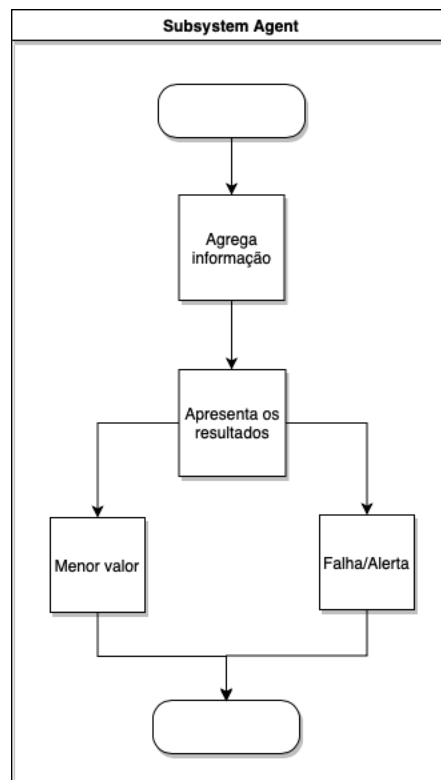 Subsystem Agent
Agrega
informação
Apresenta os
resultados
Menor valor
Falha/Alerta